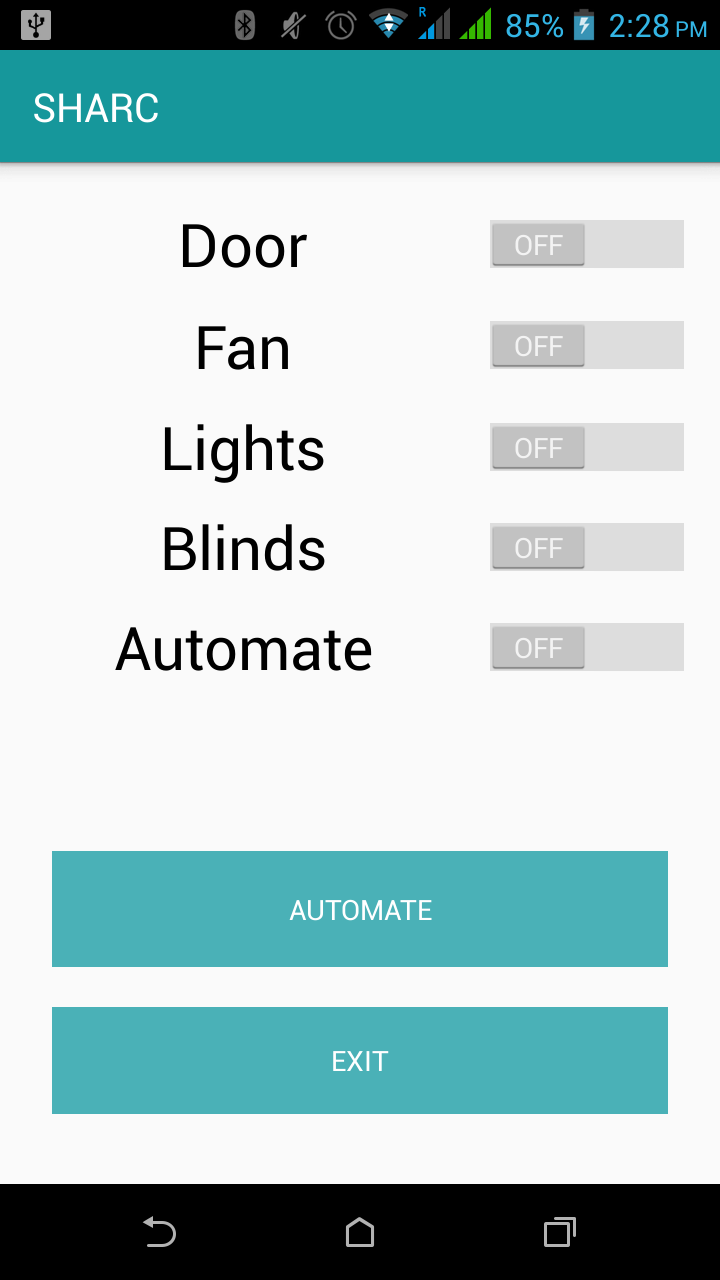 R 85% 2:28 PM
SHARC
Door OFF
Fan OFF
Lights OFF
Blinds OFF
Automate OFF
AUTOMATE
EXIT